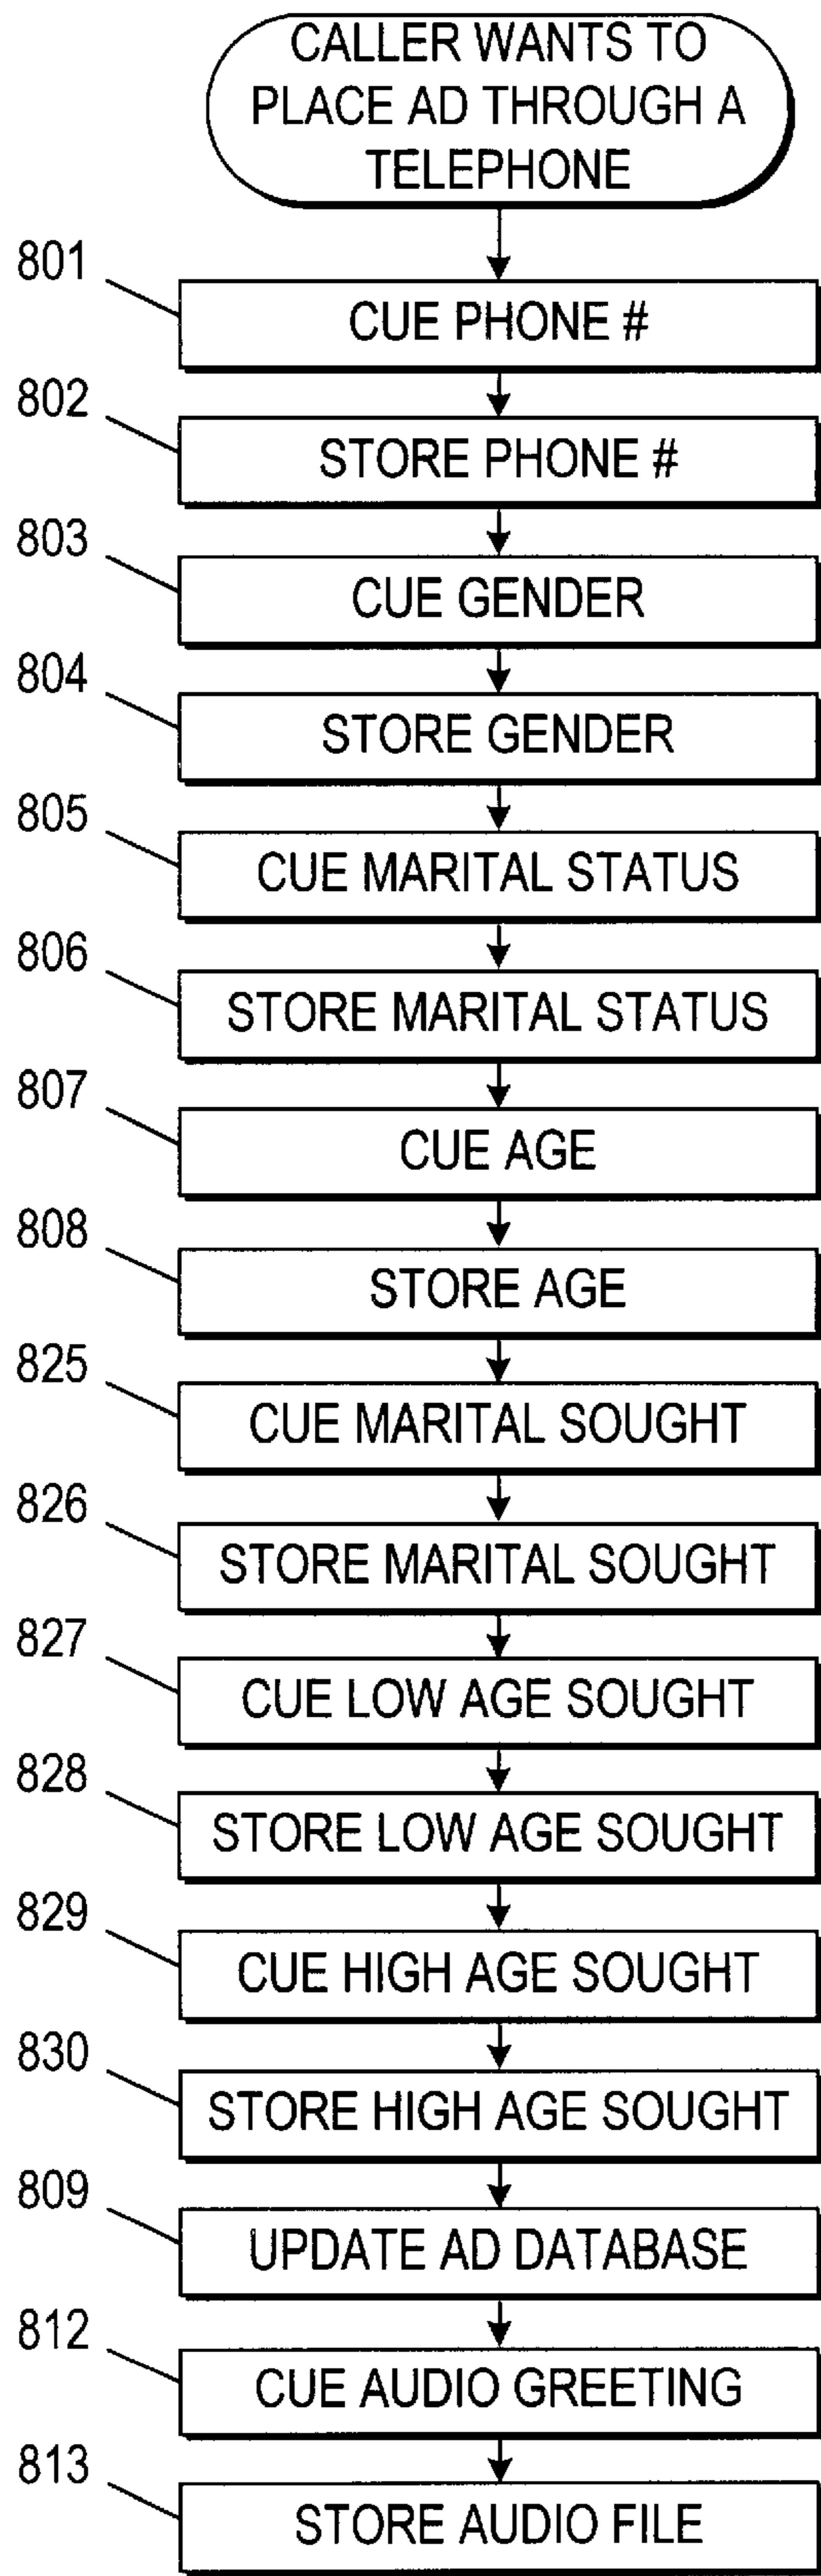 CALLER WANTS TO
PLACE AD THROUGH A
TELEPHONE
801
CUE PHONE #
802
STORE PHONE #
803
CUE GENDER
804
STORE GENDER
805
CUE MARITAL STATUS
806
STORE MARITAL STATUS
807
CUE AGE
808
STORE AGE
825
CUE MARITAL SOUGHT
826
STORE MARITAL SOUGHT
827
CUE LOW AGE SOUGHT
828
STORE LOW AGE SOUGHT
829
CUE HIGH AGE SOUGHT
830
STORE HIGH AGE SOUGHT
809
UPDATE AD DATABASE
812
CUE AUDIO GREETING
813
STORE AUDIO FILE